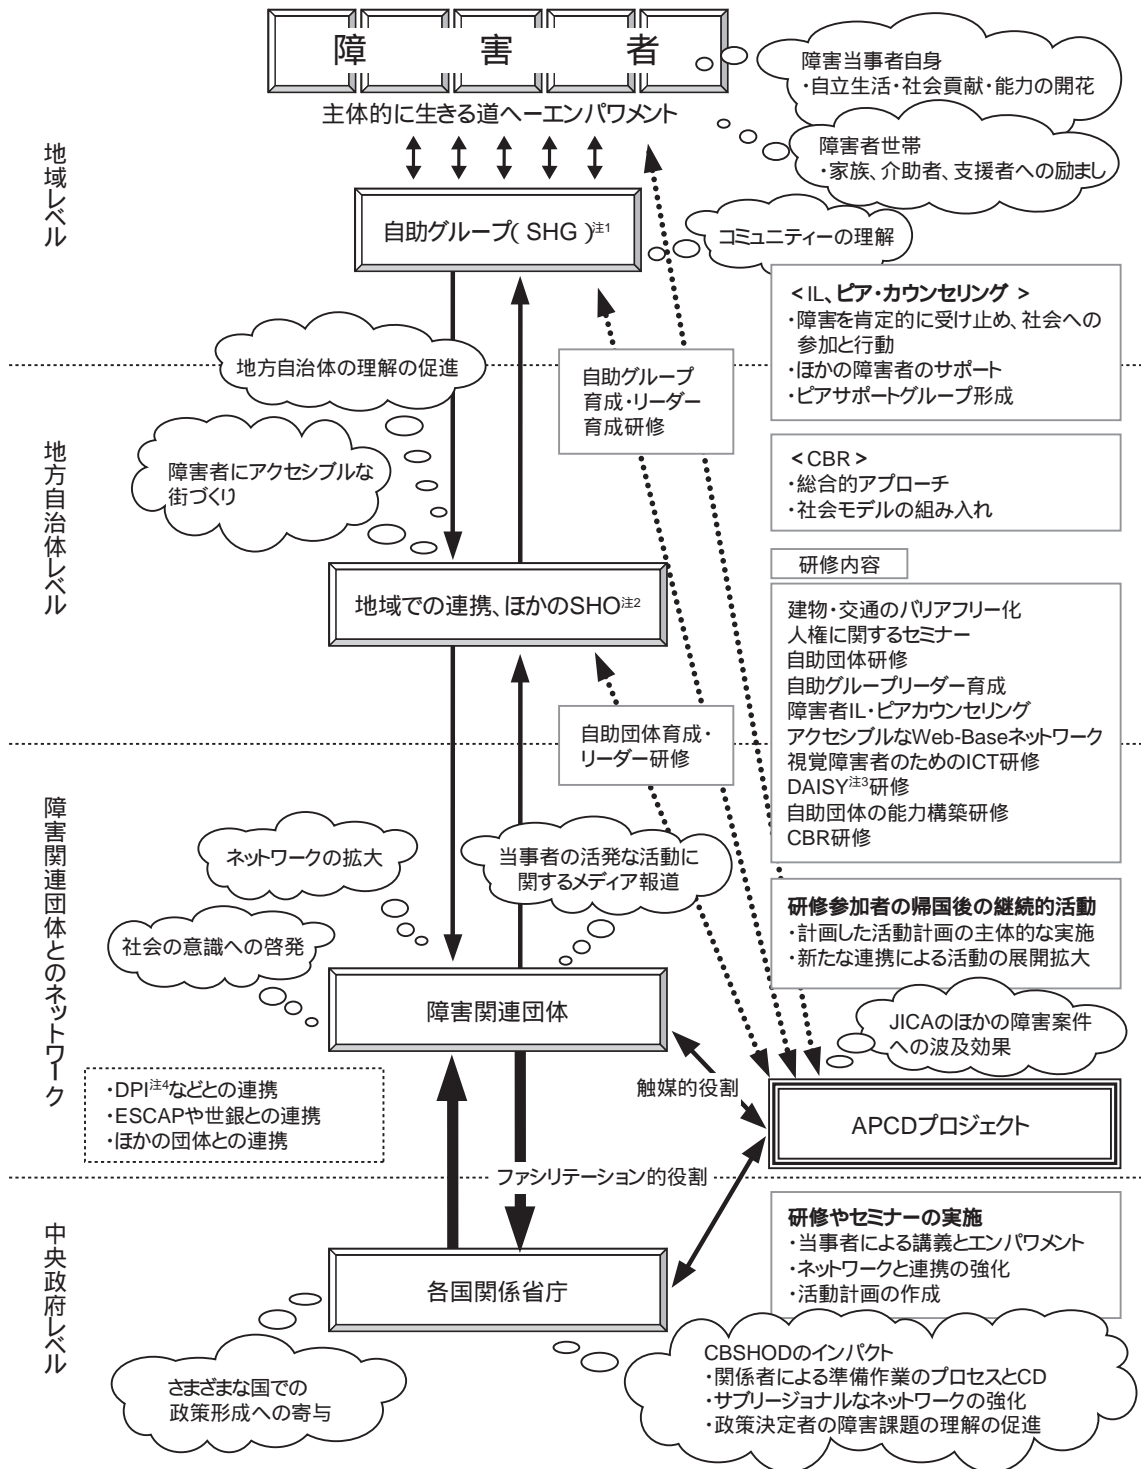 障害者
主体的に生きる道へーエンパワメント
障害当事者自身
・自立生活・社会貢献・能力の開花
障害者世帯
・家族、介助者、支援者への励まし
地域レベル
自助グループ（SHG）注1
コミュニティーの理解
＜IL、ピア・カウンセリング＞
・障害を肯定的に受け止め、社会への
参加と行動
・ほかの障害者のサポート
・ピアサポートグループ形成
地方自治体の理解の促進
自助グループ
育成・リーダー
育成研修
地方自治体レベル
障害者にアクセシブルな
街づくり
＜CBR＞
・総合的アプローチ
・社会モデルの組み入れ
研修内容
地域での連携、ほかのSHO注2
建物・交通のバリアフリー化
人権に関するセミナー
自助団体研修
自助グループリーダー育成
障害者IL・ピアカウンセリング
アクセシブルなWeb-Baseネットワーク
視覚障害者のためのICT研修
DAISY注3研修
自助団体の能力構築研修
CBR研修
自助団体育成・
リーダー研修
障害関連団体とのネットワーク
ネットワークの拡大
当事者の活発な活動に
関するメディア報道
社会の意識への啓発
研修参加者の帰国後の継続的活動
・計画した活動計画の主体的な実施
・新たな連携による活動の展開拡大
障害関連団体
JICAのほかの障害案件
への波及効果
・DPI注4などとの連携
・ESCAPや世銀との連携
・ほかの団体との連携
触媒的役割
APCDプロジェクト
ファシリテーション的役割
中央政府レベル
各国関係省庁
研修やセミナーの実施
・当事者による講義とエンパワメント
・ネットワークと連携の強化
・活動計画の作成
さまざまな国での
政策形成への寄与
CBSHODのインパクト
・関係者による準備作業のプロセスとCD
・サブリージョナルなネットワークの強化
・政策決定者の障害課題の理解の促進